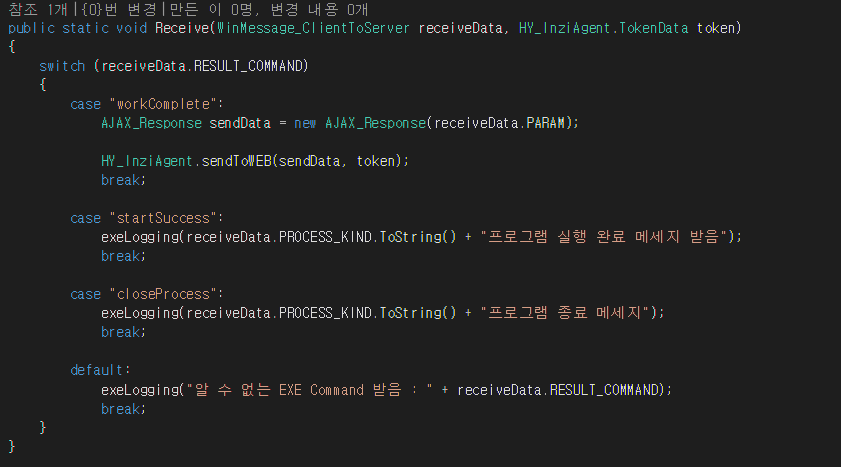 참조 1개|{0}번 변경|만든 이 0명, 변경 내용 0개
public static void Receive(WinMessage_ClientToServer receiveData, HY_InziAgent.TokenData token)
{
    switch (receiveData.RESULT_COMMAND)
    {
        case "workComplete":
            AJAX_Response sendData = new AJAX_Response(receiveData.PARAM);
            HY_InziAgent.sendToWEB(sendData, token);
            break;
        case "startSuccess":
            exeLogging(receiveData.PROCESS_KIND.ToString() + "프로그램 실행 완료 메세지 받음");
            break;
        case "closeProcess":
            exeLogging(receiveData.PROCESS_KIND.ToString() + "프로그램 종료 메세지");
            break;
        default:
            exeLogging("알 수 없는 EXE Command 받음 : " + receiveData.RESULT_COMMAND);
            break;
    }
}